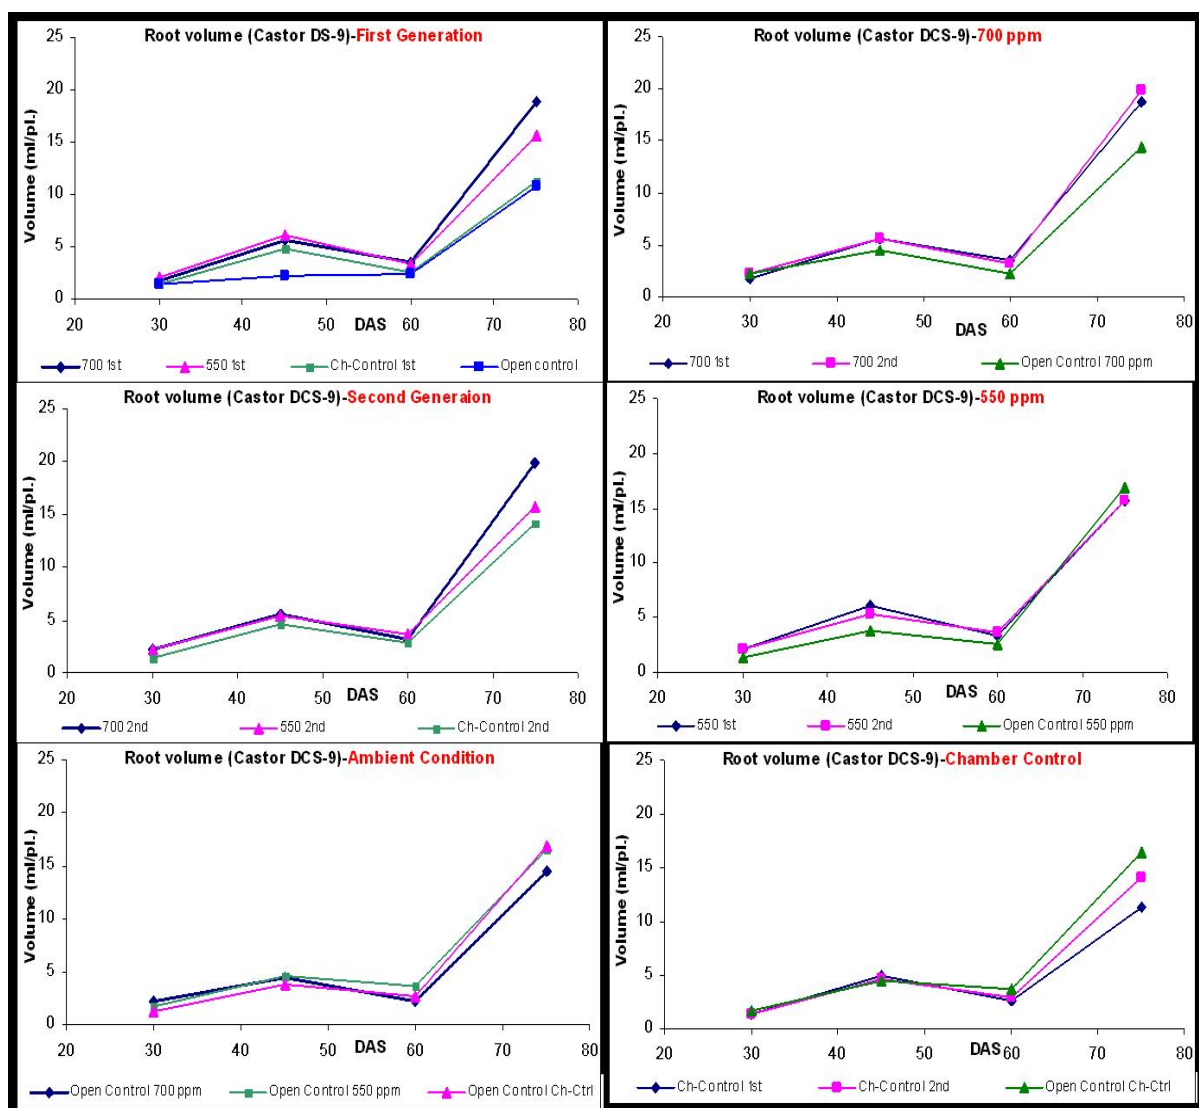 Root volume (Castor DS-9)-First Generation
25
20
15
10
5
0
Volume (ml/pl.)
20 30 40 50 60 70 80
DAS
700 1st 550 1st Ch-Control 1st Open control
Root volume (Castor DCS-9)-700 ppm
25
20
15
10
5
0
Volume (ml/pl.)
20 30 40 50 60 70 80
DAS
700 1st 700 2nd Open Control 700 ppm
Root volume (Castor DCS-9)-Second Generaion
25
20
15
10
5
0
Volume (ml/pl.)
20 30 40 50 60 70 80
DAS
700 2nd 550 2nd Ch-Control 2nd
Root volume (Castor DCS-9)-550 ppm
25
20
15
10
5
0
Volume (ml/pl.)
20 30 40 50 60 70 80
DAS
550 1st 550 2nd Open Control 550 ppm
Root volume (Castor DCS-9)-Ambient Condition
25
20
15
10
5
0
Volume (ml/pl.)
20 30 40 50 60 70 80
DAS
Open Control 700 ppm Open Control 550 ppm Open Control Ch-Ctrl
Root volume (Castor DCS-9)-Chamber Control
25
20
15
10
5
0
Volume (ml/pl.)
20 30 40 50 60 70 80
DAS
Ch-Control 1st Ch-Control 2nd Open Control Ch-Ctrl